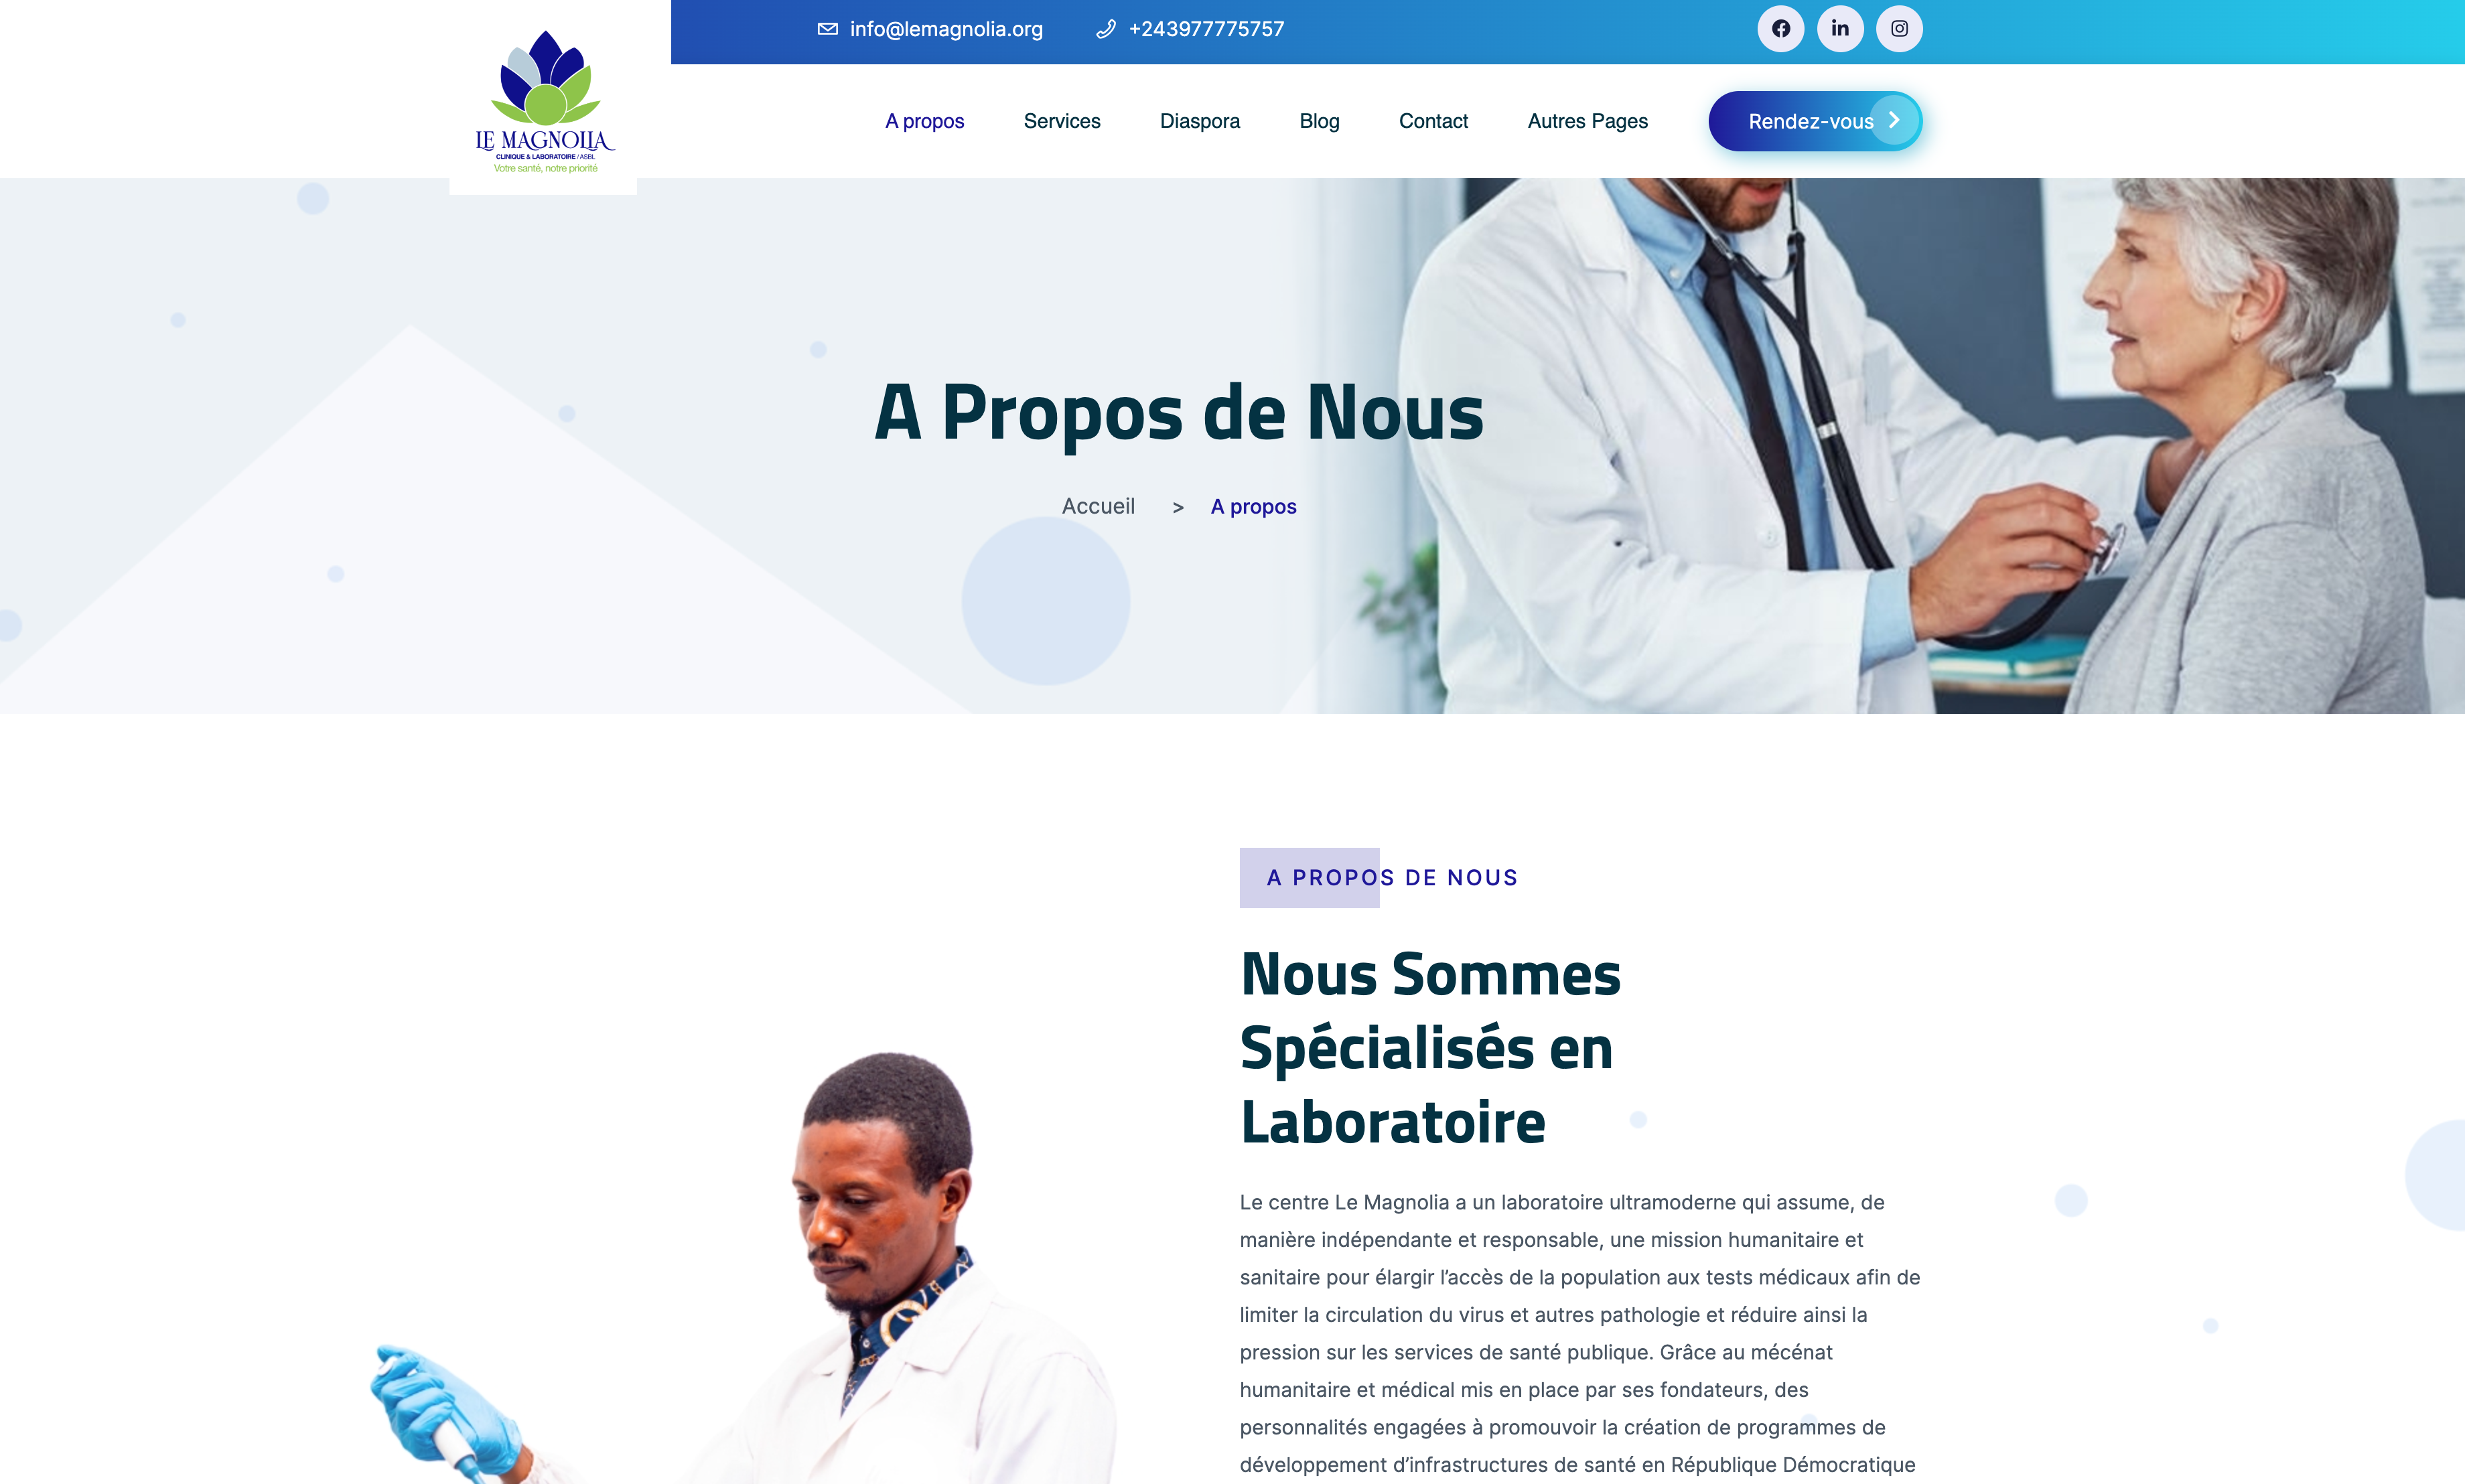 info@lemagnolia.org
+243977775757
LE MAGNOLIA
CLINIQUE & LABORATOIRE / ASBL
Votre santé, notre priorité
A propos
Services
Diaspora
Blog
Contact
Autres Pages
Rendez-vous
A Propos de Nous
Accueil > A propos
A PROPOS DE NOUS
Nous Sommes
Spécialisés en
Laboratoire
Le centre Le Magnolia a un laboratoire ultramoderne qui assume, de
manière indépendante et responsable, une mission humanitaire et
sanitaire pour élargir l’accès de la population aux tests médicaux afin de
limiter la circulation du virus et autres pathologie et réduire ainsi la
pression sur les services de santé publique. Grâce au mécénat
humanitaire et médical mis en place par ses fondateurs, des
personnalités engagées à promouvoir la création de programmes de
développement d’infrastructures de santé en République Démocratique